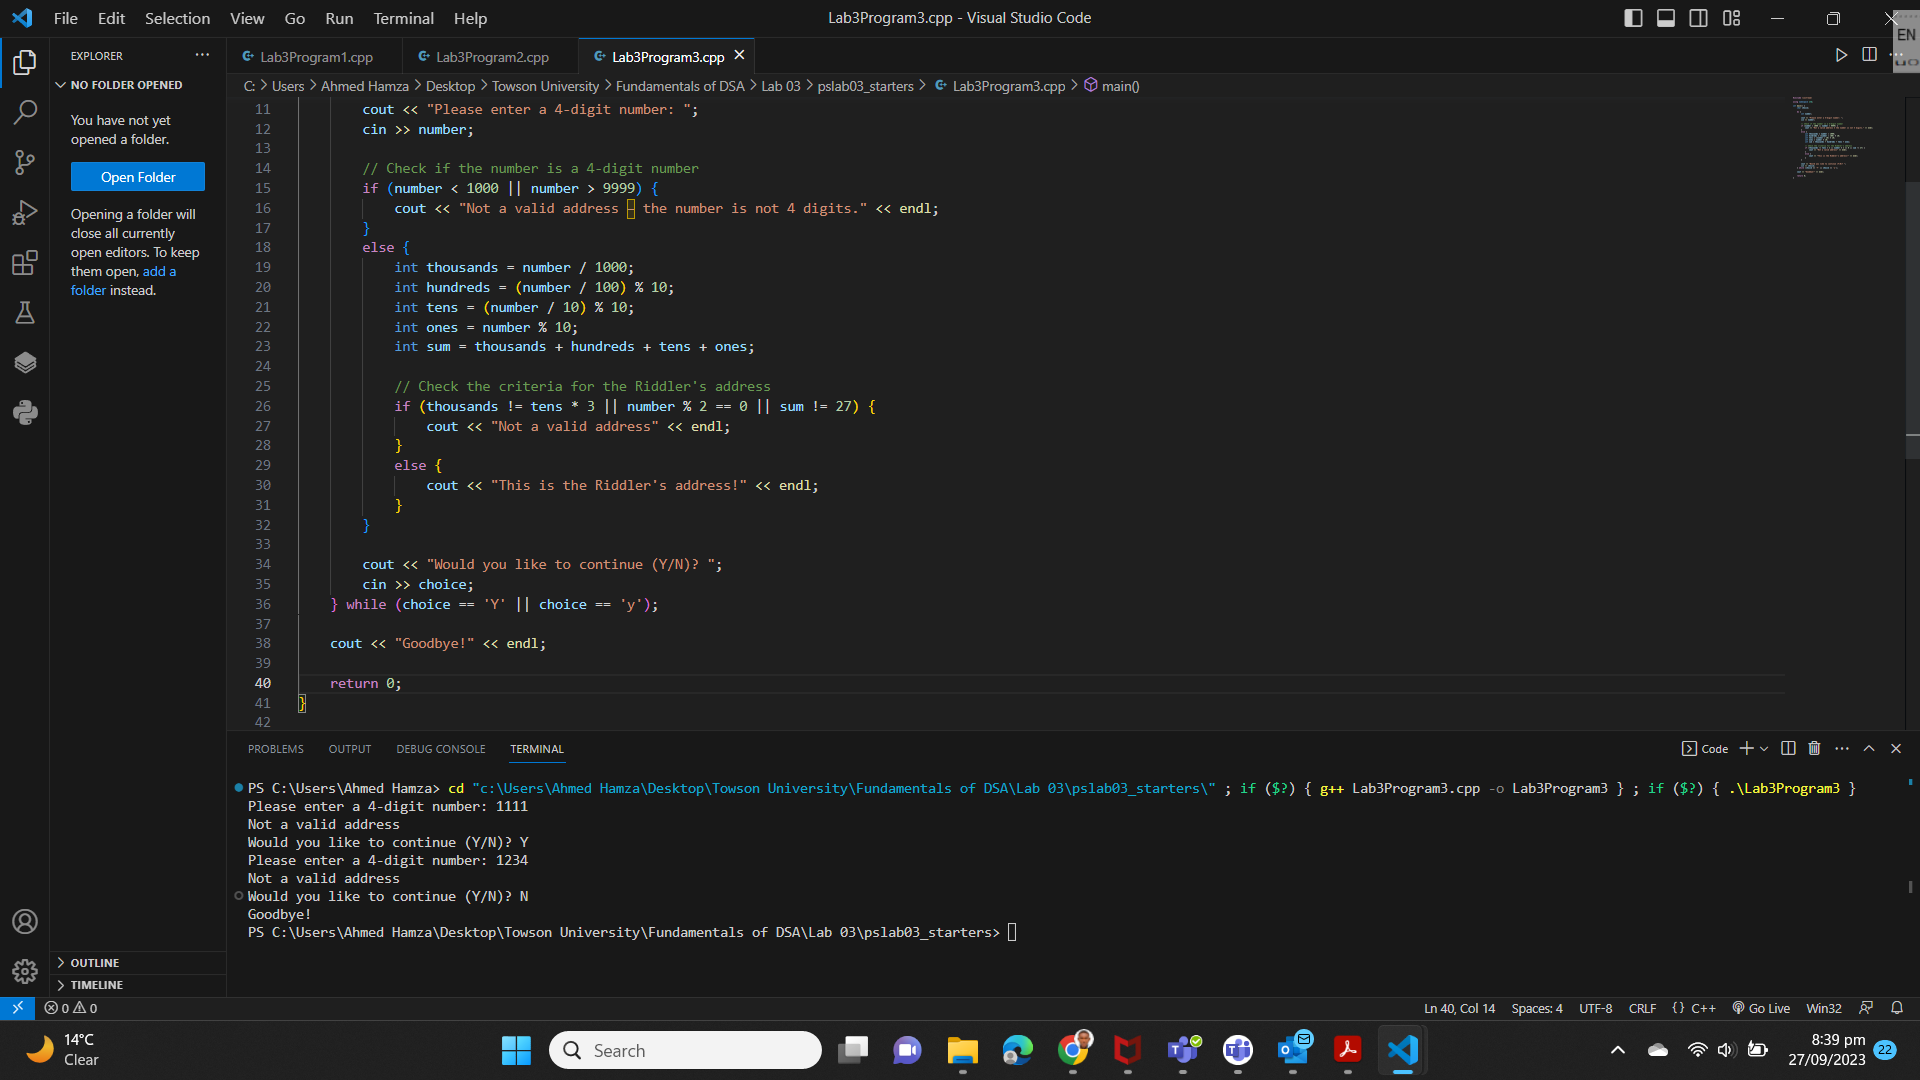 File Edit Selection View Go Run Terminal Help
Lab3Program3.cpp - Visual Studio Code
EN
EXPLORER
NO FOLDER OPENED
You have not yet
opened a folder.
Open Folder
Opening a folder will
close all currently
open editors. To keep
them open, add a
folder instead.
OUTLINE
TIMELINE
Lab3Program1.cpp Lab3Program2.cpp Lab3Program3.cpp
C: > Users > Ahmed Hamza > Desktop > Towson University > Fundamentals of DSA > Lab 03 > pslab03_starters > Lab3Program3.cpp > main()
11 cout << "Please enter a 4-digit number: ";
12 cin >> number;
13
14 // Check if the number is a 4-digit number
15 if (number < 1000 || number > 9999) {
16 cout << "Not a valid address – the number is not 4 digits." << endl;
17 }
18 else {
19 int thousands = number / 1000;
20 int hundreds = (number / 100) % 10;
21 int tens = (number / 10) % 10;
22 int ones = number % 10;
23 int sum = thousands + hundreds + tens + ones;
24
25 // Check the criteria for the Riddler's address
26 if (thousands != tens * 3 || number % 2 == 0 || sum != 27) {
27 cout << "Not a valid address" << endl;
28 }
29 else {
30 cout << "This is the Riddler's address!" << endl;
31 }
32 }
33
34 cout << "Would you like to continue (Y/N)? ";
35 cin >> choice;
36 } while (choice == 'Y' || choice == 'y');
37
38 cout << "Goodbye!" << endl;
39
40 return 0;
41 }
42
PROBLEMS OUTPUT DEBUG CONSOLE TERMINAL
Code
PS C:\Users\Ahmed Hamza> cd "c:\Users\Ahmed Hamza\Desktop\Towson University\Fundamentals of DSA\Lab 03\pslab03_starters\" ; if ($?) { g++ Lab3Program3.cpp -o Lab3Program3 } ; if ($?) { .\Lab3Program3 }
Please enter a 4-digit number: 1111
Not a valid address
Would you like to continue (Y/N)? Y
Please enter a 4-digit number: 1234
Not a valid address
Would you like to continue (Y/N)? N
Goodbye!
PS C:\Users\Ahmed Hamza\Desktop\Towson University\Fundamentals of DSA\Lab 03\pslab03_starters>
0 0
Ln 40, Col 14 Spaces: 4 UTF-8 CRLF {} C++ Go Live Win32
14°C
Clear
Search
8:39 pm
27/09/2023
22